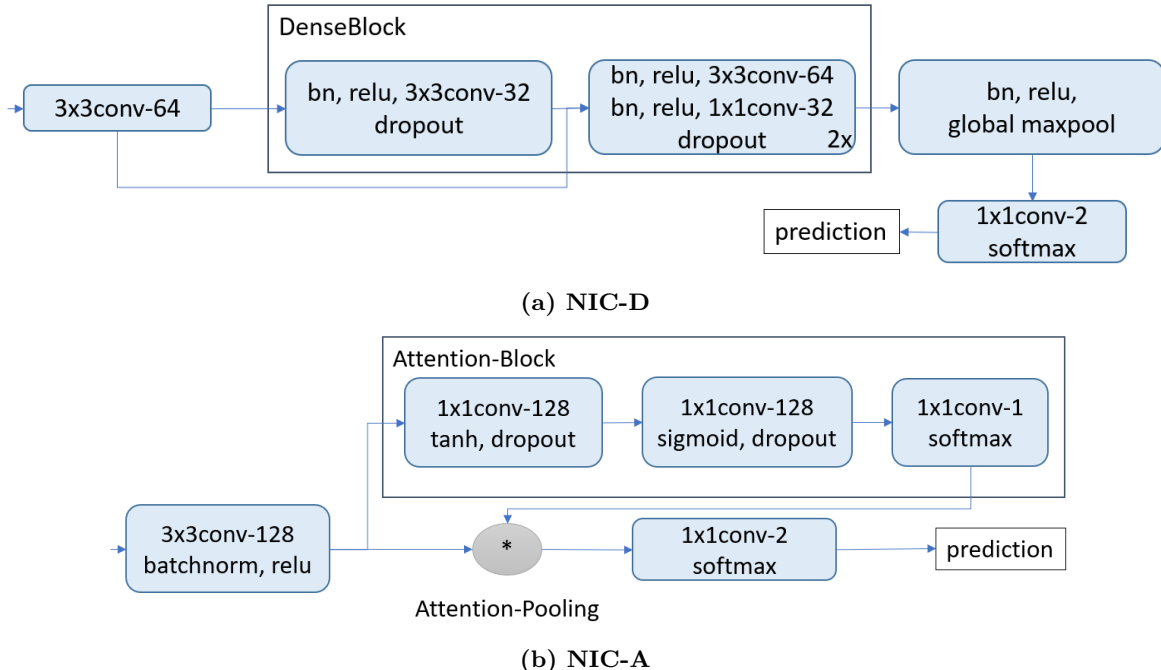 DenseBlock
3x3conv-64
bn, relu, 3x3conv-32
dropout
bn, relu, 3x3conv-64
bn, relu, 1x1conv-32
dropout
2x
bn, relu,
global maxpool
1x1conv-2
softmax
prediction
(a) NIC-D
Attention-Block
1x1conv-128
tanh, dropout
1x1conv-128
sigmoid, dropout
1x1conv-1
softmax
3x3conv-128
batchnorm, relu
*
Attention-Pooling
1x1conv-2
softmax
prediction
(b) NIC-A